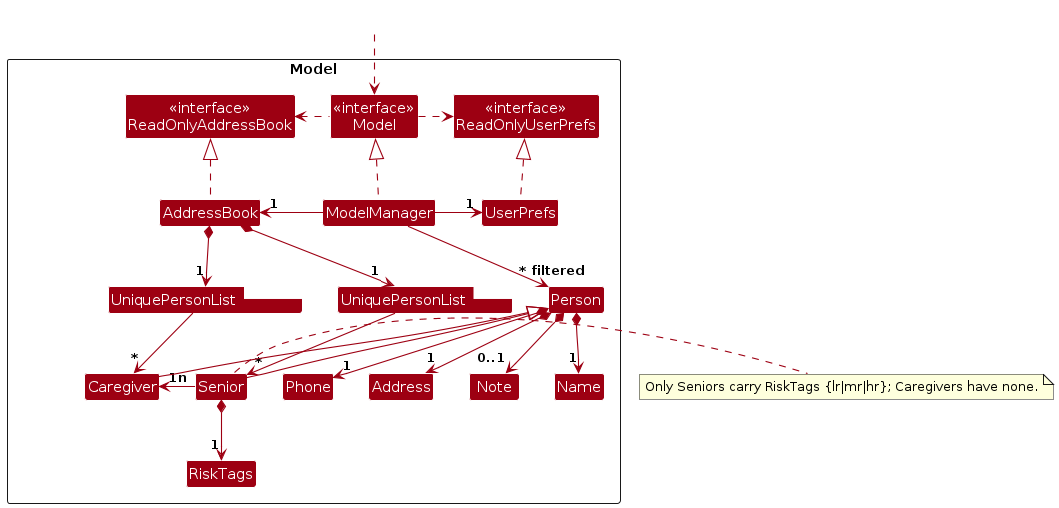 Model
«interface»
ReadOnlyAddressBook
«interface»
Model
«interface»
ReadOnlyUserPrefs
AddressBook
1
ModelManager
1
UserPrefs
1
1
* filtered
UniquePersonList
UniquePersonList
Person
*
1n
*
1
1
0..1
1
Caregiver
Senior
Phone
Address
Note
Name
Only Seniors carry RiskTags {lr|mr|hr}; Caregivers have none.
1
RiskTags